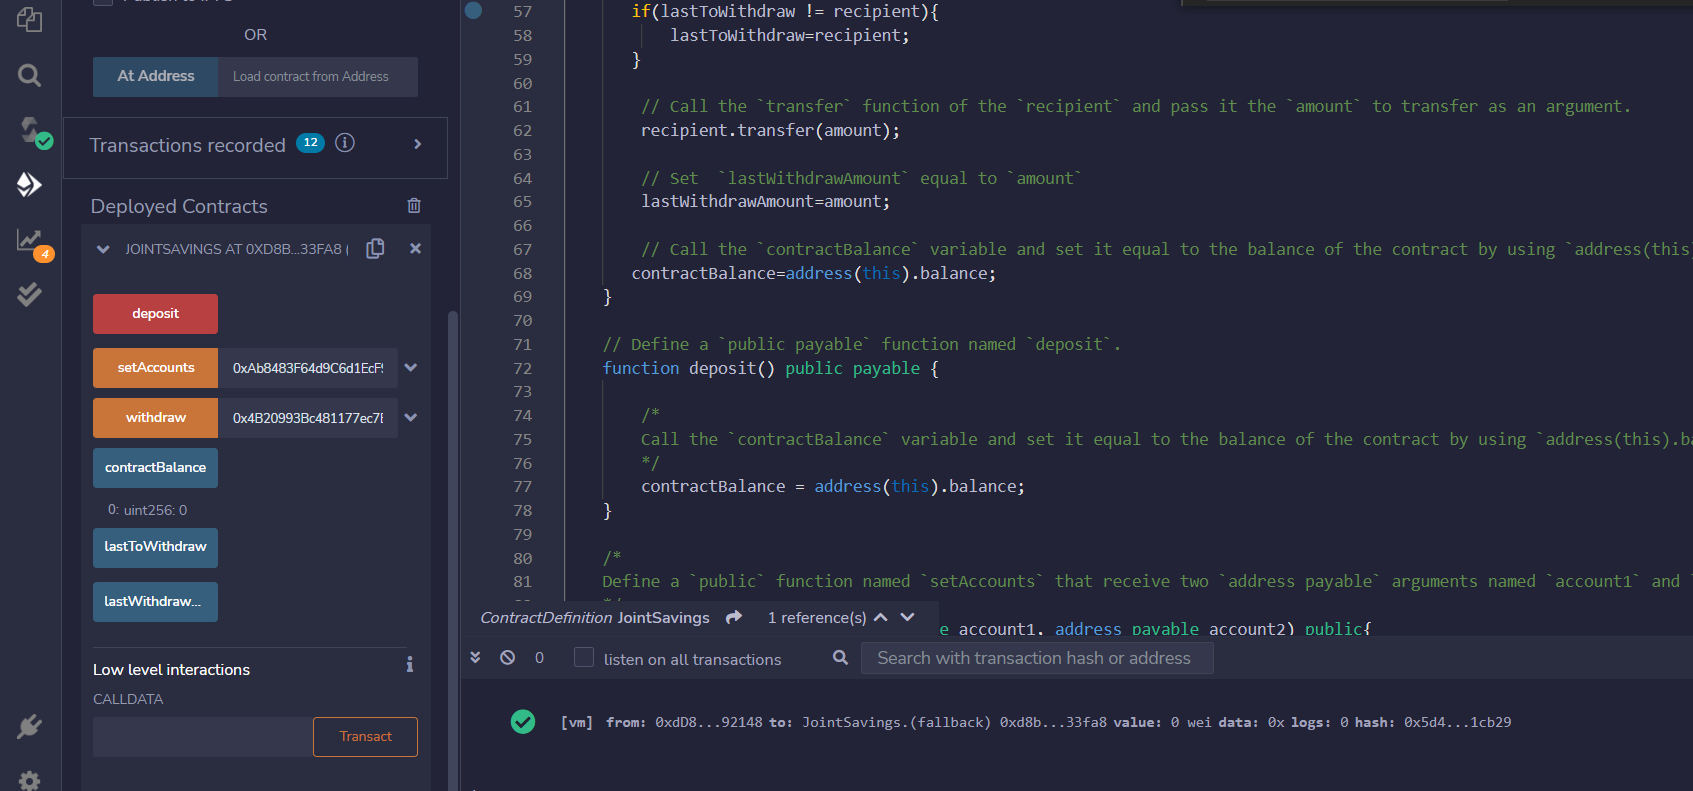 OR
At Address
Load contract from Address
Transactions recorded 12
4
Deployed Contracts
JOINTSAVINGS AT 0XD8B...33FA8 (
deposit
setAccounts 0xAb8483F64d9C6d1EcF
withdraw 0x4B20993Bc481177ec7
contractBalance
0: uint256: 0
lastToWithdraw
lastWithdraw...
Low level interactions
CALLDATA
Transact
57 if(lastToWithdraw != recipient){
58 lastToWithdraw=recipient;
59 }
60
61 // Call the `transfer` function of the `recipient` and pass it the `amount` to transfer as an argument.
62 recipient.transfer(amount);
63
64 // Set  `lastWithdrawAmount` equal to `amount`
65 lastWithdrawAmount=amount;
66
67 // Call the `contractBalance` variable and set it equal to the balance of the contract by using `address(this)
68 contractBalance=address(this).balance;
69 }
70
71 // Define a `public payable` function named `deposit`.
72 function deposit() public payable {
73
74 /*
75 Call the `contractBalance` variable and set it equal to the balance of the contract by using `address(this).ba
76 */
77 contractBalance = address(this).balance;
78 }
79
80 /*
81 Define a `public` function named `setAccounts` that receive two `address payable` arguments named `account1` and
ContractDefinition JointSavings 1 reference(s)
e account1, address payable account2) public{
0 listen on all transactions Search with transaction hash or address
[vm] from: 0xdD8...92148 to: JointSavings.(fallback) 0xd8b...33fa8 value: 0 wei data: 0x logs: 0 hash: 0x5d4...1cb29